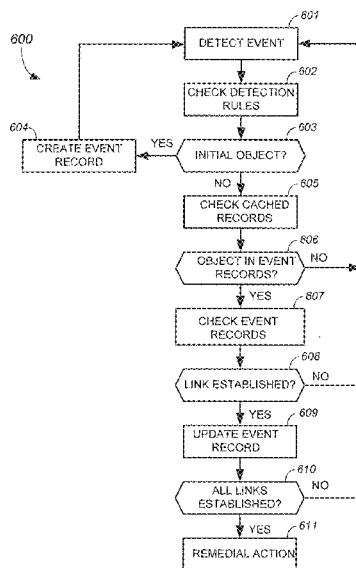 600
601
DETECT EVENT
602
CHECK DETECTION
RULES
603
INITIAL OBJECT?
YES
604
CREATE EVENT
RECORD
NO
605
CHECK CACHED
RECORDS
606
OBJECT IN EVENT
RECORDS?
NO
YES
607
CHECK EVENT
RECORDS
608
LINK ESTABLISHED?
NO
YES
609
UPDATE EVENT
RECORD
610
ALL LINKS
ESTABLISHED?
NO
YES
611
REMEDIAL ACTION